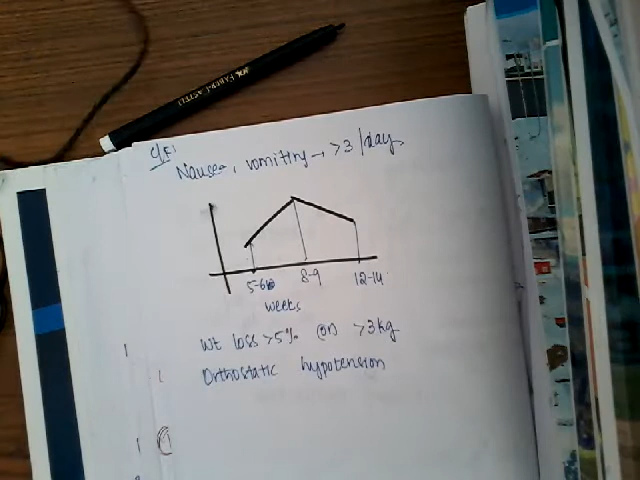 C/F:
Nausea, vomiting → >3/day.
5-6 8-9 12-14
weeks
Wt loss >5% (or) >3kg
Orthostatic hypotension